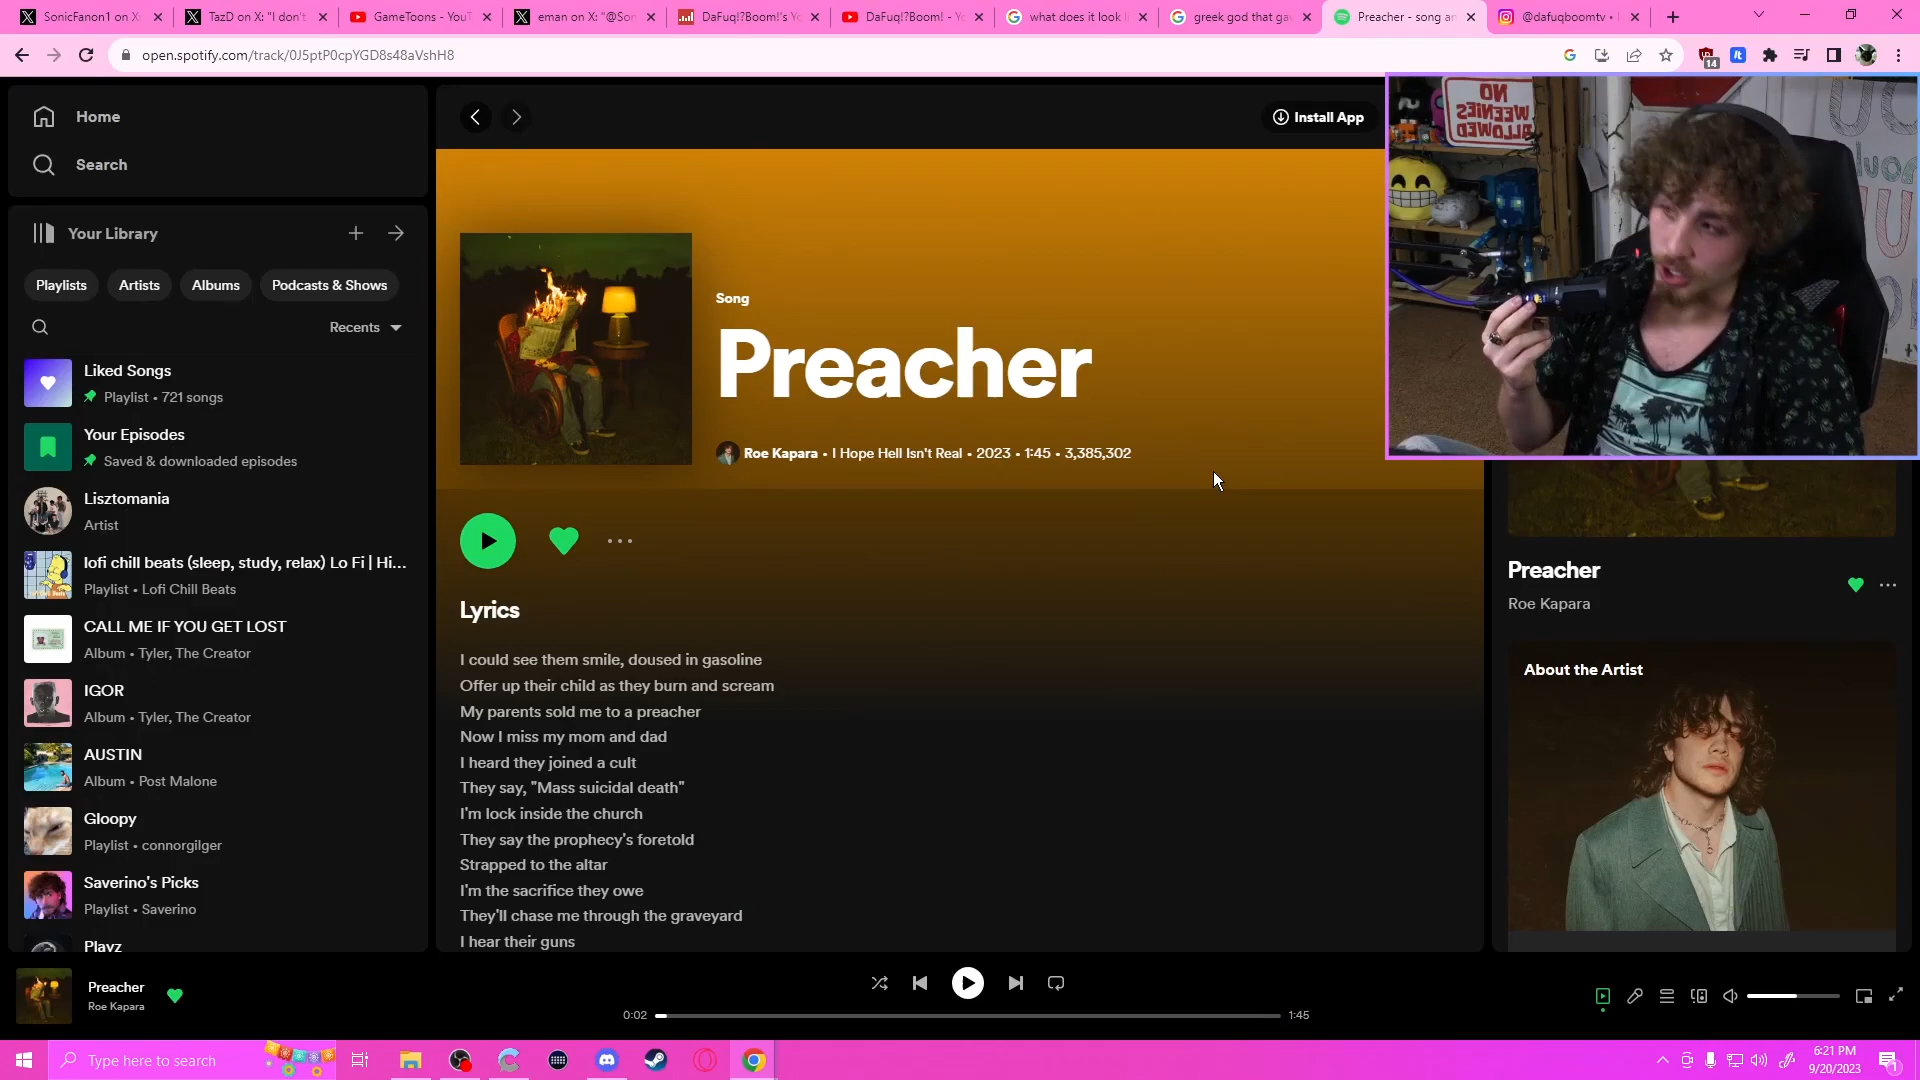 SonicFanon1 on X:
TazD on X: "I don't
GameToons - YouT
eman on X: "@Son
DaFuq!?Boom!'s Yo
DaFuq!?Boom! - Yo
what does it look li
greek god that gav
Preacher - song an
@dafuqboomtv •
open.spotify.com/track/0J5ptP0cpYGD8s48aVshH8
14
Home
Search
Install App
NO
WEENIES
ALLOWED
Your Library
Playlists
Artists
Albums
Podcasts & Shows
Recents
Liked Songs
Playlist • 721 songs
Your Episodes
Saved & downloaded episodes
Lisztomania
Artist
lofi chill beats (sleep, study, relax) Lo Fi | Hi...
Playlist • Lofi Chill Beats
CALL ME IF YOU GET LOST
Album • Tyler, The Creator
IGOR
Album • Tyler, The Creator
AUSTIN
Album • Post Malone
Gloopy
Playlist • connorgilger
Saverino's Picks
Playlist • Saverino
Playz
Song
Preacher
Roe Kapara • I Hope Hell Isn't Real • 2023 • 1:45 • 3,385,302
Lyrics
I could see them smile, doused in gasoline
Offer up their child as they burn and scream
My parents sold me to a preacher
Now I miss my mom and dad
I heard they joined a cult
They say, "Mass suicidal death"
I'm lock inside the church
They say the prophecy's foretold
Strapped to the altar
I'm the sacrifice they owe
They'll chase me through the graveyard
I hear their guns
Preacher
Roe Kapara
About the Artist
Preacher
Roe Kapara
0:02
1:45
Type here to search
6:21 PM
9/20/2023
1